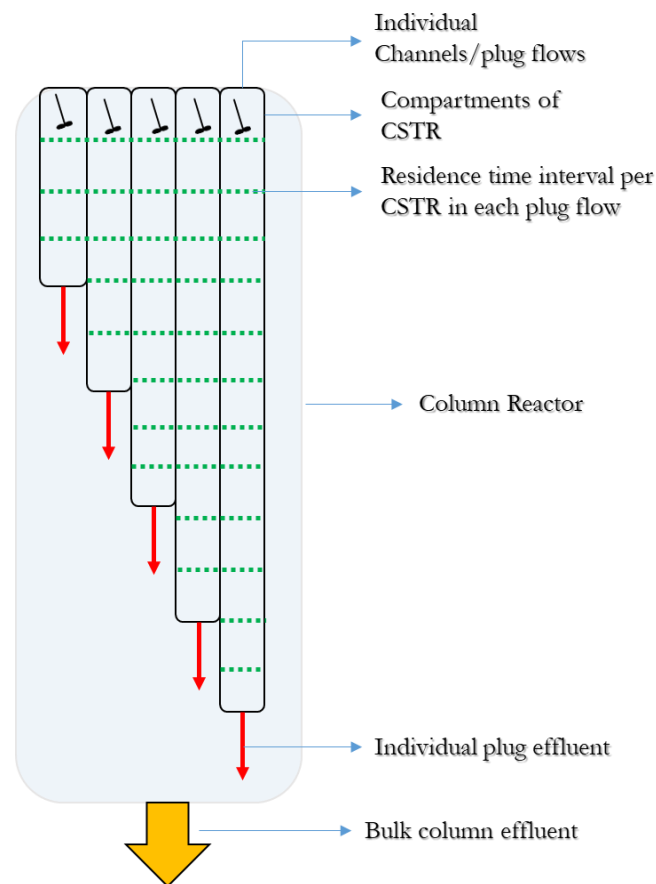 Individual
Channels/plug flows
Compartments of
CSTR
Residence time interval per
CSTR in each plug flow
Column Reactor
Individual plug effluent
Bulk column effluent